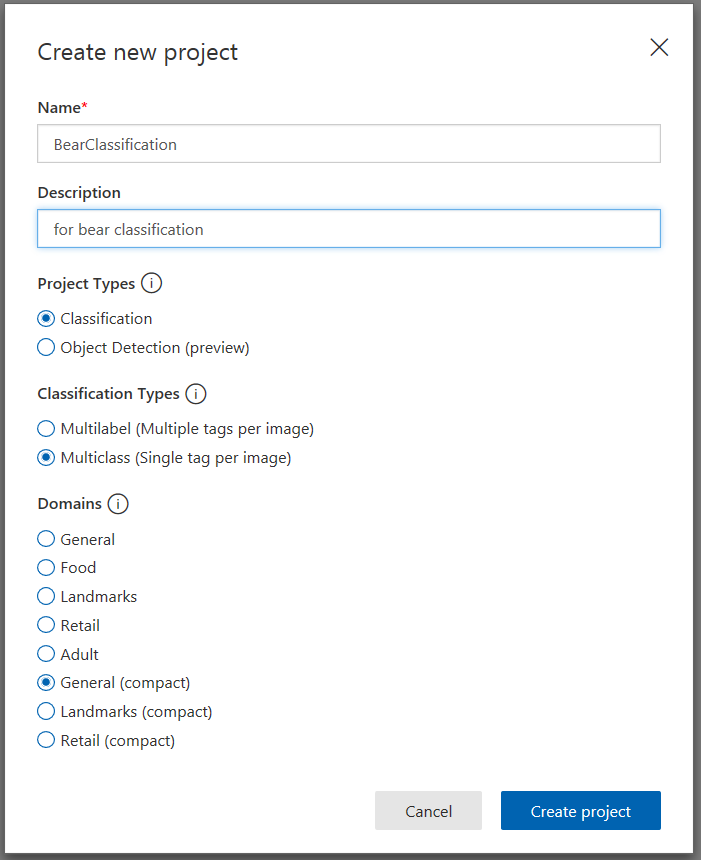 Create new project
Name*
BearClassification
Description
for bear classification
Project Types
Classification
Object Detection (preview)
Classification Types
Multilabel (Multiple tags per image)
Multiclass (Single tag per image)
Domains
General
Food
Landmarks
Retail
Adult
General (compact)
Landmarks (compact)
Retail (compact)
Cancel
Create project